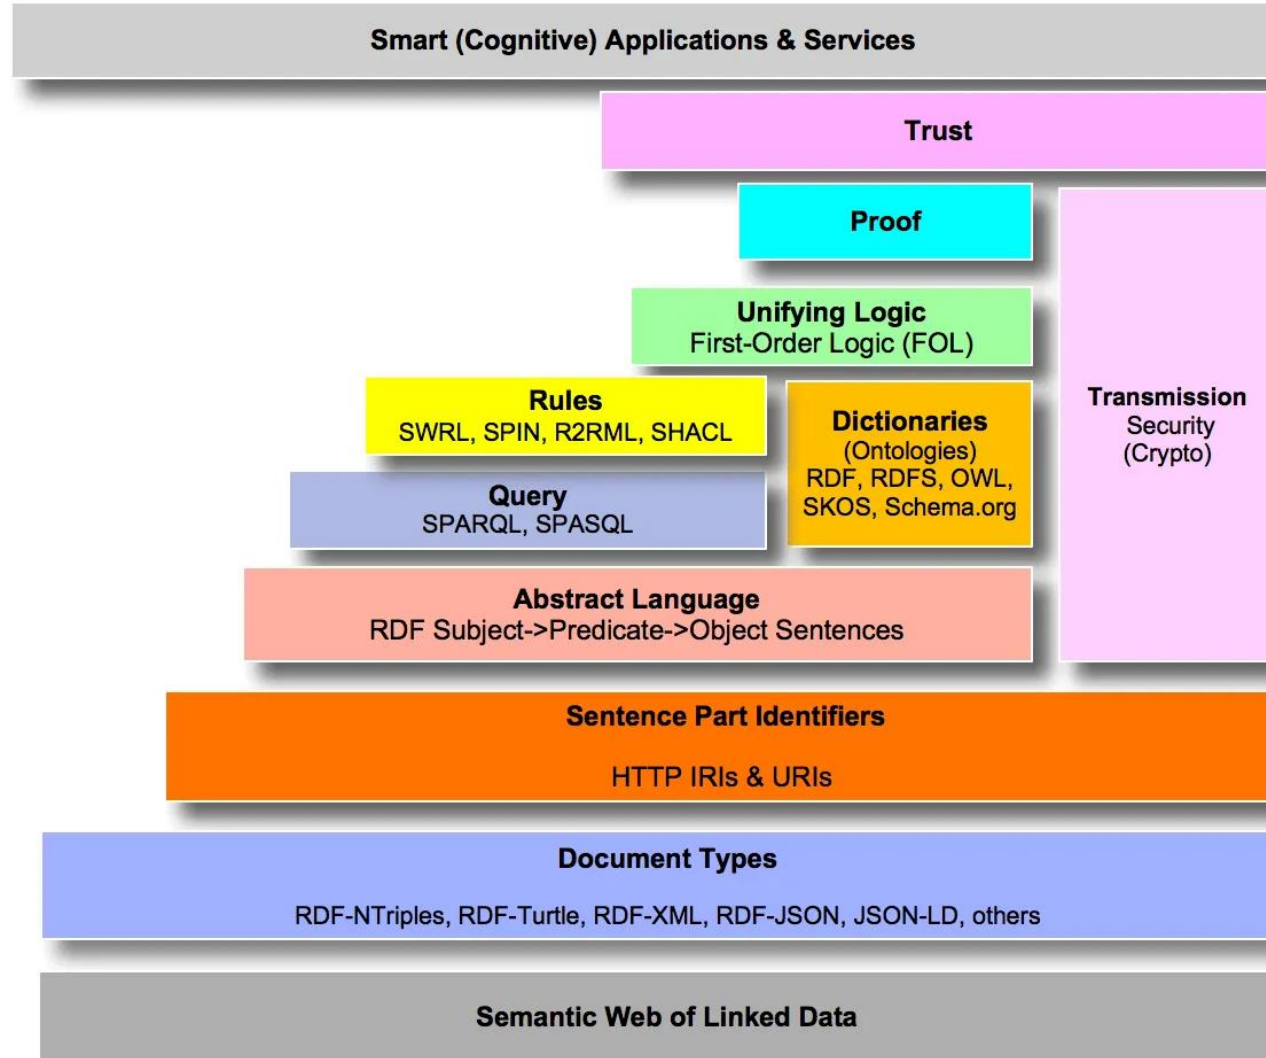 Smart (Cognitive) Applications & Services
Trust
Proof
Unifying Logic
First-Order Logic (FOL)
Rules
SWRL, SPIN, R2RML, SHACL
Dictionaries
(Ontologies)
RDF, RDFS, OWL,
SKOS, Schema.org
Transmission
Security
(Crypto)
Query
SPARQL, SPASQL
Abstract Language
RDF Subject->Predicate->Object Sentences
Sentence Part Identifiers
HTTP IRIs & URIs
Document Types
RDF-NTriples, RDF-Turtle, RDF-XML, RDF-JSON, JSON-LD, others
Semantic Web of Linked Data